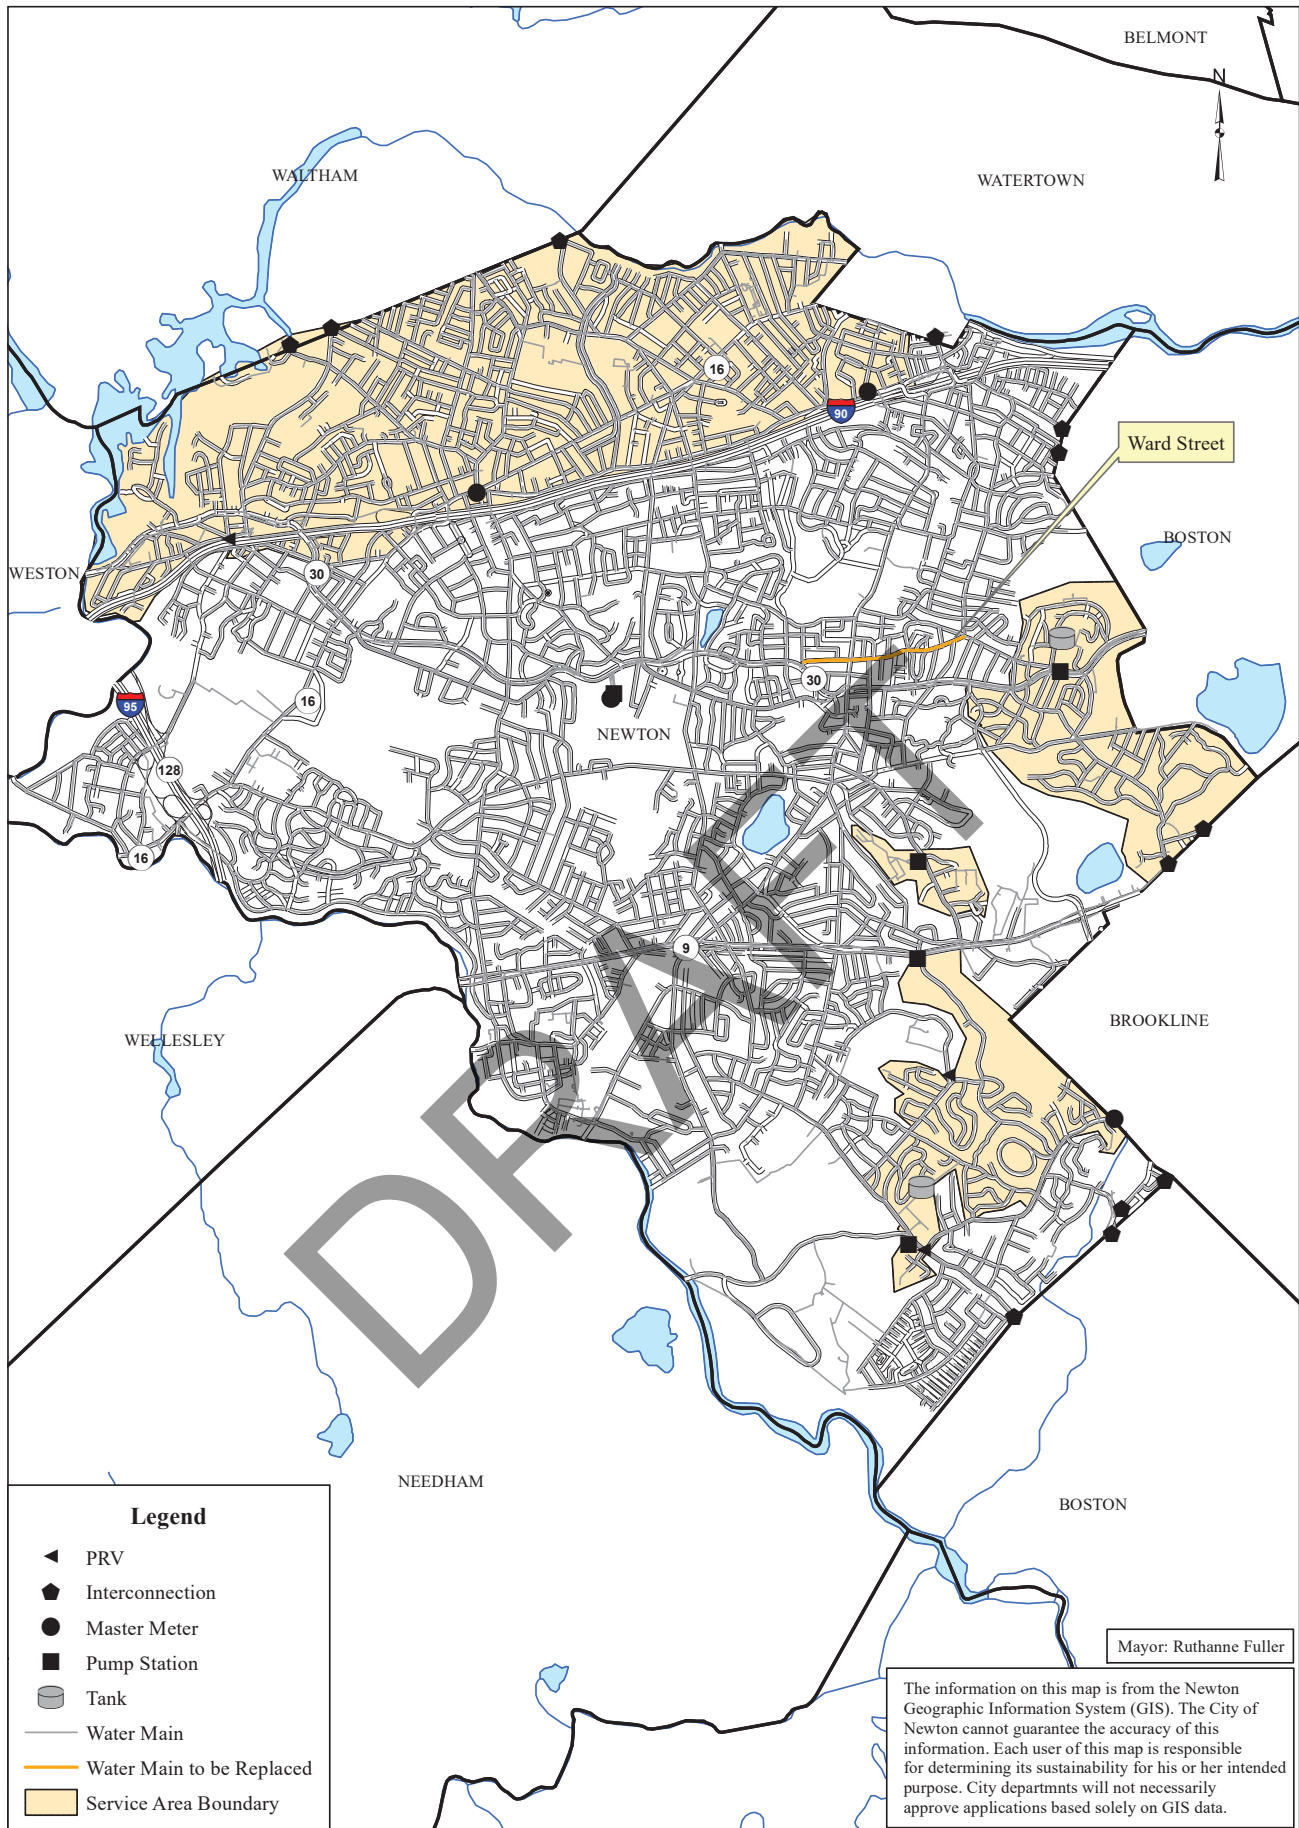 BELMONT
N
WALTHAM
WATERTOWN
16
90
Ward Street
BOSTON
WESTON
30
30
16
95
NEWTON
128
16
9
BROOKLINE
WELLESLEY
DRAFT
NEEDHAM
BOSTON
Legend
PRV
Interconnection
Master Meter
Pump Station
Tank
Water Main
Water Main to be Replaced
Service Area Boundary
Mayor: Ruthanne Fuller
The information on this map is from the Newton
Geographic Information System (GIS). The City of
Newton cannot guarantee the accuracy of this
information. Each user of this map is responsible
for determining its sustainability for his or her intended
purpose. City departmnts will not necessarily
approve applications based solely on GIS data.